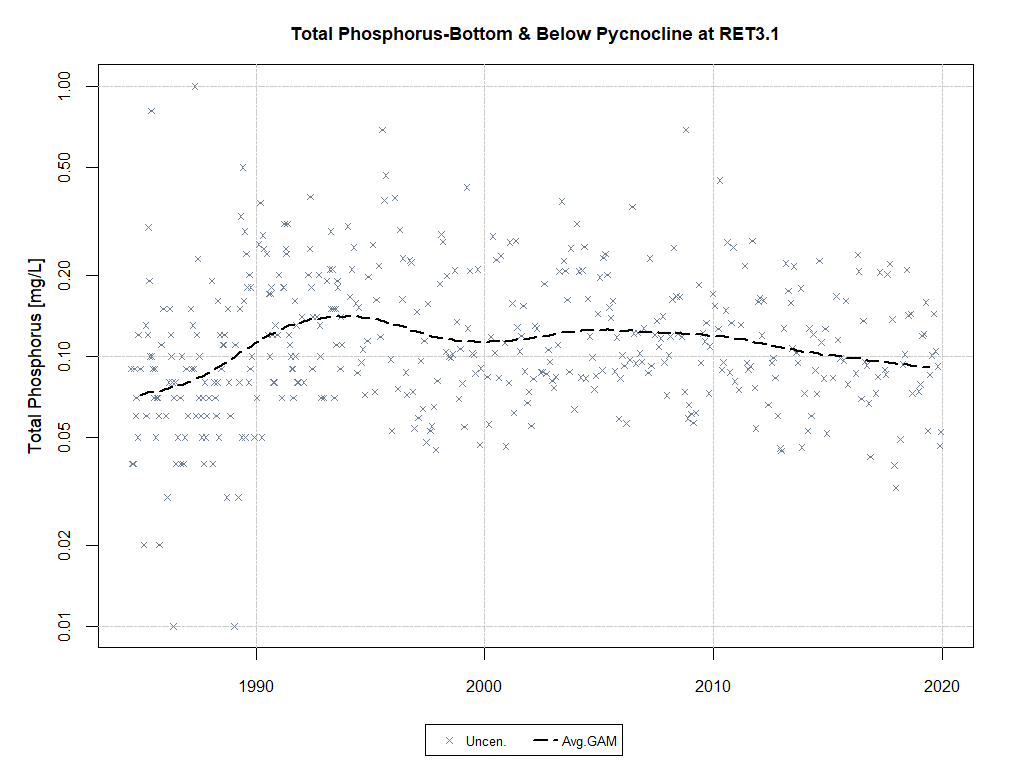 Total Phosphorus-Bottom & Below Pycnocline at RET3.1
Total Phosphorus [mg/L]
1.00
0.50
0.20
0.10
0.05
0.02
0.01
1990 2000 2010 2020
Uncen. Avg.GAM